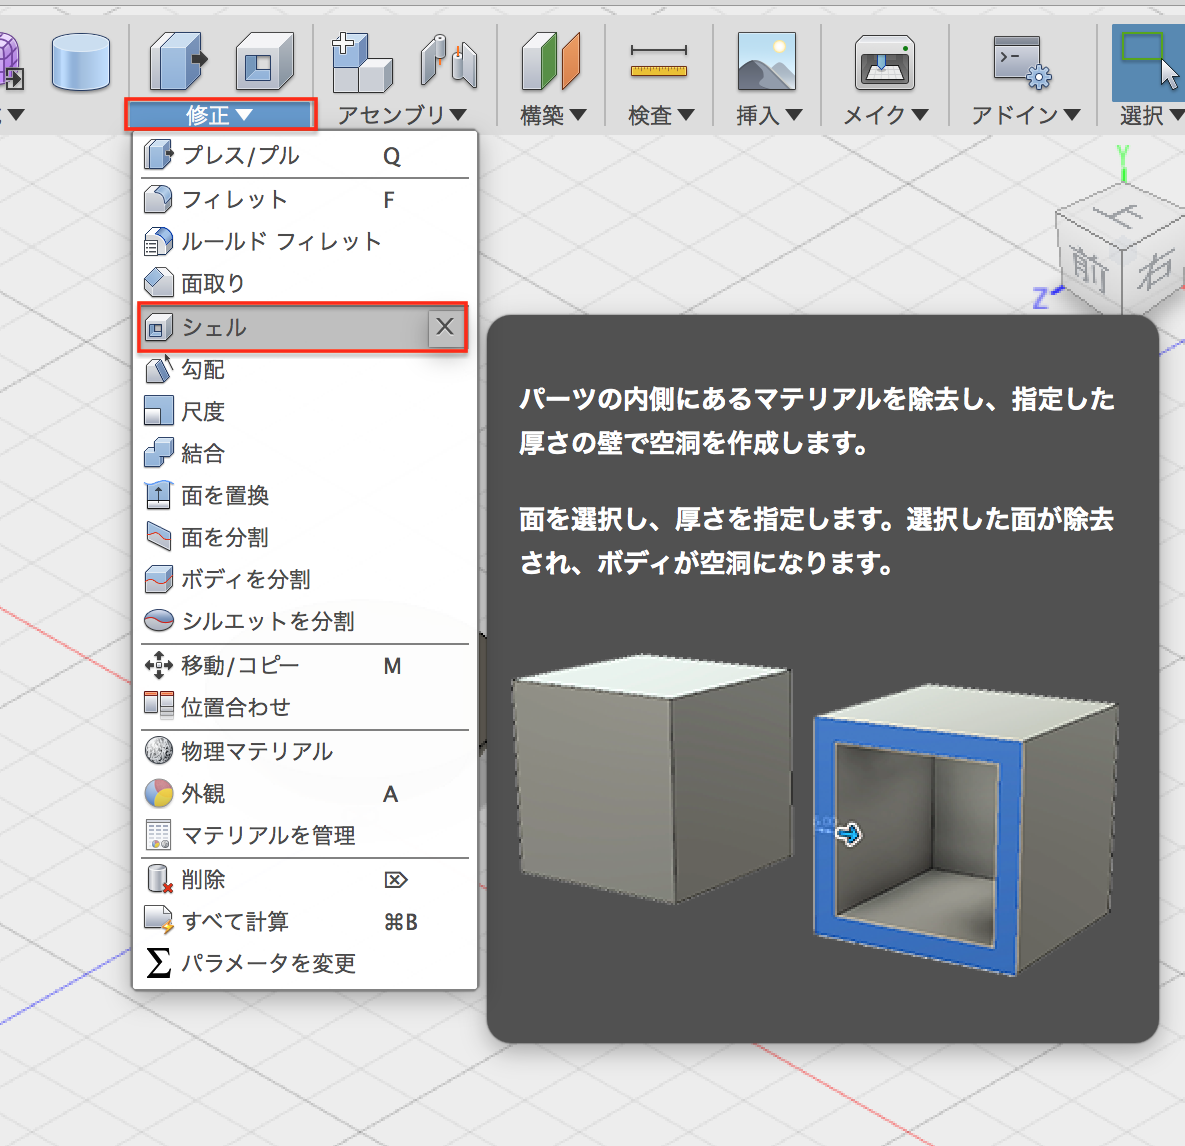 修正▼
アセンブリ▼
構築▼
検査▼
挿入▼
メイク▼
アドイン▼
選択▼
プレス/プル Q
フィレット F
ルールド フィレット
面取り
シェル X
勾配
尺度
結合
面を置換
面を分割
ボディを分割
シルエットを分割
移動/コピー M
位置合わせ
物理マテリアル
外観 A
マテリアルを管理
削除 ⌦
すべて計算 ⌘B
パラメータを変更
Y
上
前
右
Z
パーツの内側にあるマテリアルを除去し、指定した
厚さの壁で空洞を作成します。
面を選択し、厚さを指定します。選択した面が除去
され、ボディが空洞になります。